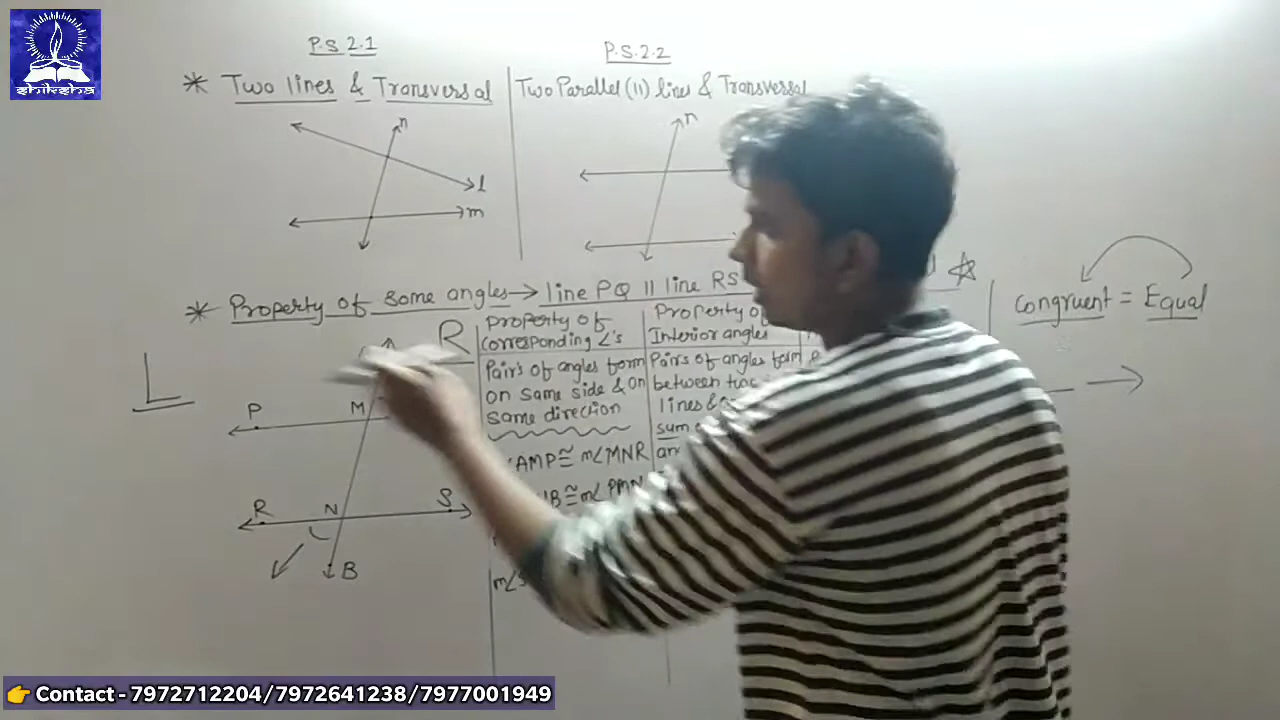 shiksha
P.S 2.1
P.S. 2.2
* Two lines & Transversal
Two Parallel (11) lines & Transversal
n
l
m
n
* Property of some angles → line PQ || line RS
congruent = Equal
L
R
Property of
corresponding ∠'s
Property of
Interior angles
Pairs of angles form
on same side & on
same direction
Pairs of angles form
between two
lines &
sum
P
M
∠AMP ≅ m∠MNR
≅ m∠PMN
R
N
S
B
m∠S
👉 Contact - 7972712204/7972641238/7977001949